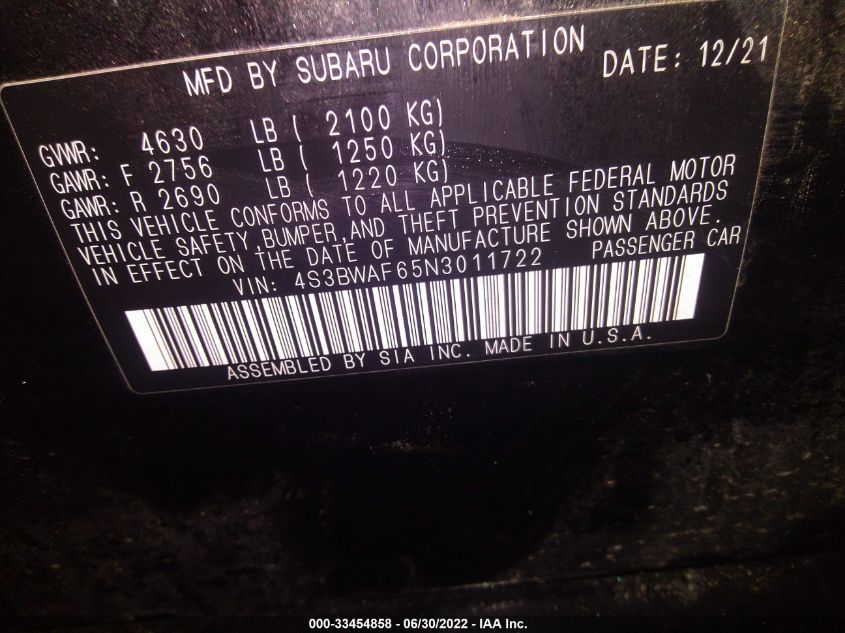 MFD BY SUBARU CORPORATION DATE: 12/21
GVWR: 4630 LB ( 2100 KG)
GAWR: F 2756 LB ( 1250 KG)
GAWR: R 2690 LB ( 1220 KG)
THIS VEHICLE CONFORMS TO ALL APPLICABLE FEDERAL MOTOR
VEHICLE SAFETY,BUMPER,AND THEFT PREVENTION STANDARDS
IN EFFECT ON THE DATE OF MANUFACTURE SHOWN ABOVE.
VIN: 4S3BWAF65N3011722 PASSENGER CAR
ASSEMBLED BY SIA INC. MADE IN U.S.A.
000-33454858 - 06/30/2022 - IAA Inc.